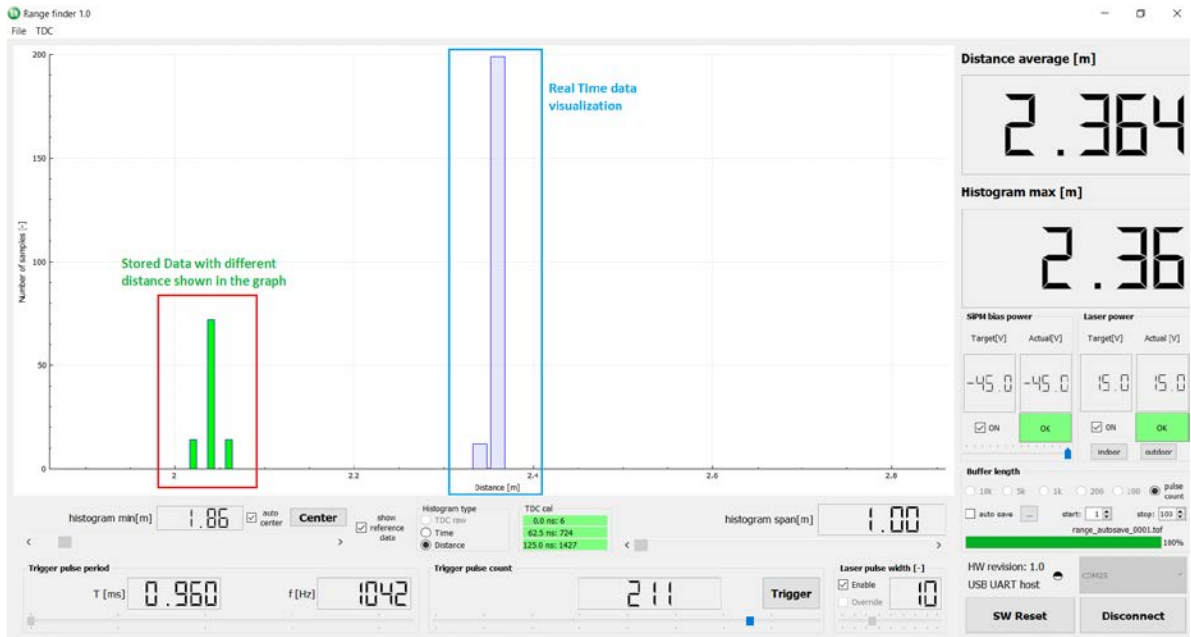 Range finder 1.0
File TDC
200
150
100
50
0
Number of samples [-]
2
2.2
2.4
2.6
2.8
Distance [m]
Real Time data
visualization
Stored Data with different
distance shown in the graph
Distance average [m]
2.364
Histogram max [m]
2.36
SiPM bias power
Target[V] Actual[V]
-45.0 -45.0
ON OK
Laser power
Target[V] Actual [V]
15.0 15.0
ON OK
indoor outdoor
Buffer length
10k 5k 1k 200 100 pulse
count
auto save ... start: 1 stop: 100
range_autosave_0001.tof
100%
histogram min[m] 1.86
auto
center
Center
show
reference
data
Histogram type
TDC raw
Time
Distance
TDC cal
0.0 ns: 6
62.5 ns: 724
125.0 ns: 1427
histogram span[m] 1.00
Trigger pulse period
T [ms] 0.960 f [Hz] 1042
Trigger pulse count
211 Trigger
Laser pulse width [-]
Enable
Override
10
HW revision: 1.0
USB UART host
COM25
SW Reset Disconnect